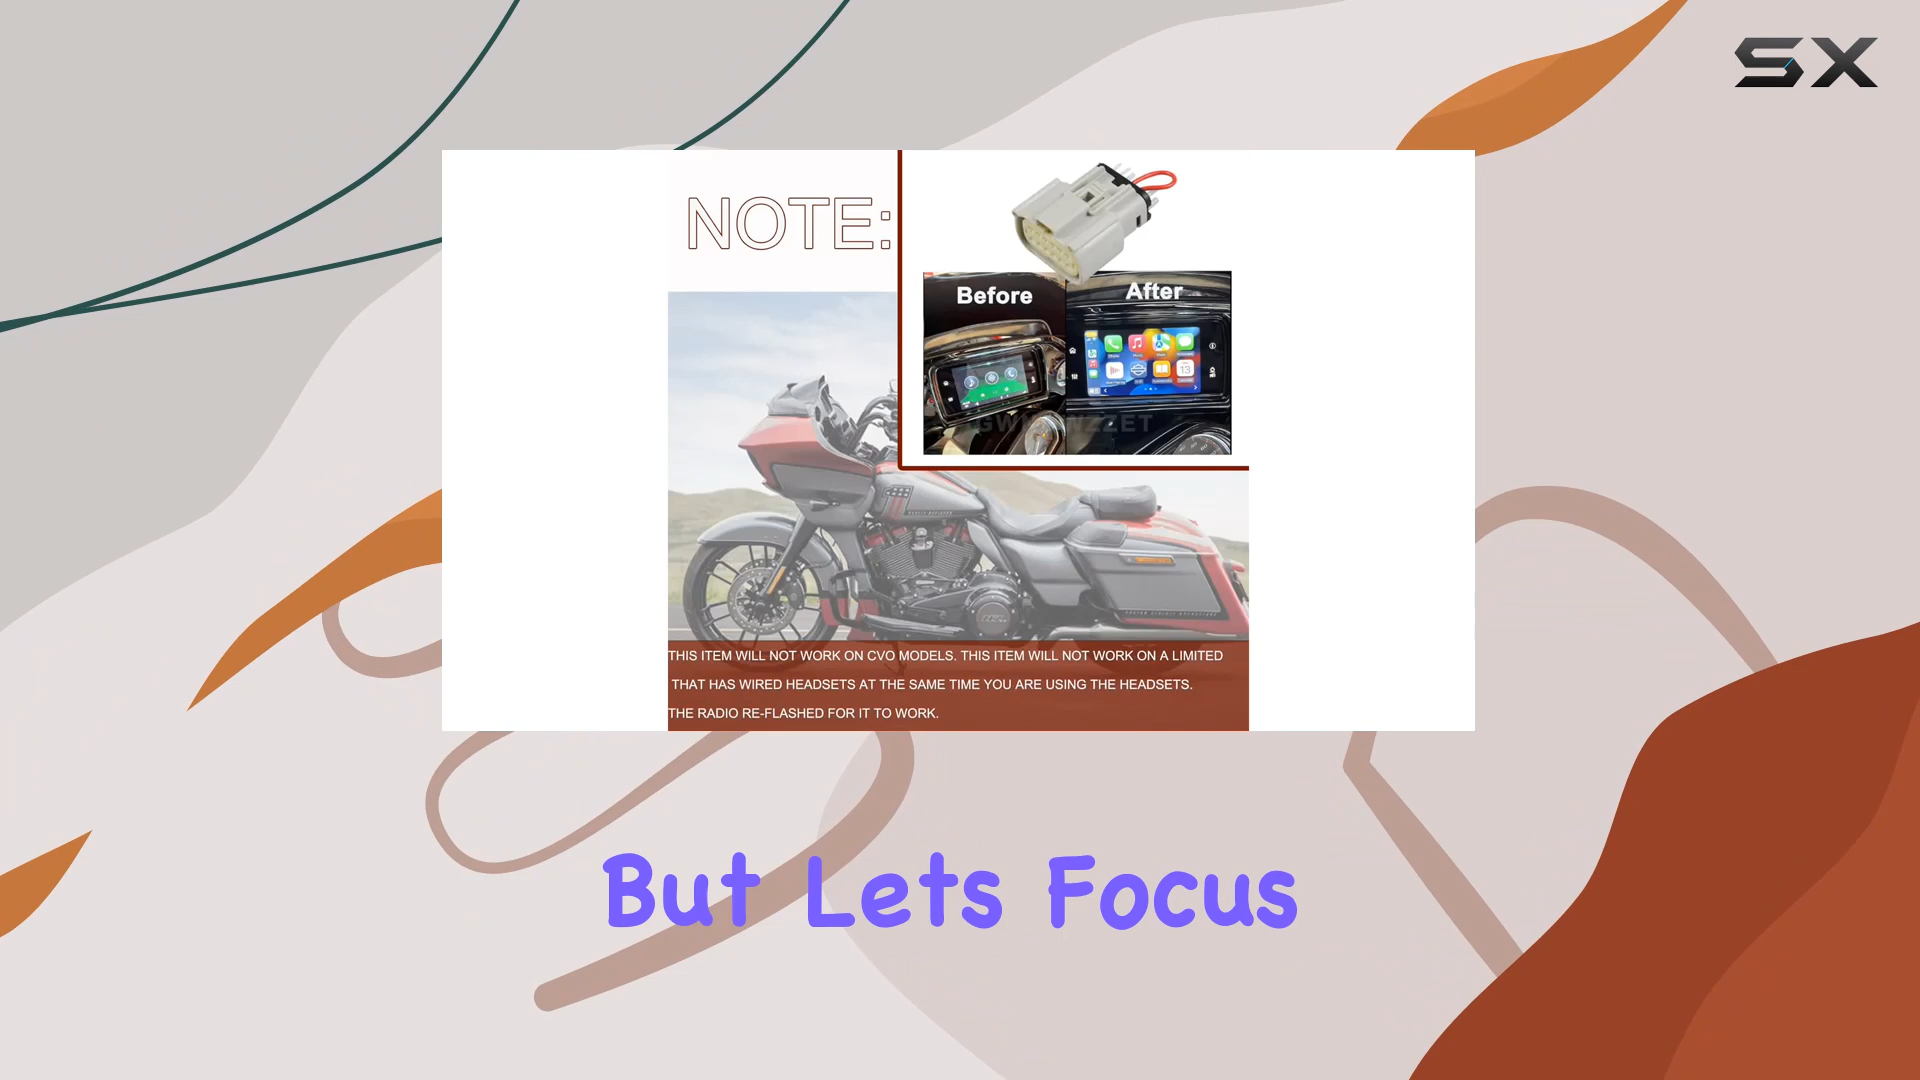 SX
NOTE:
Before
After
THIS ITEM WILL NOT WORK ON CVO MODELS. THIS ITEM WILL NOT WORK ON A LIMITED
THAT HAS WIRED HEADSETS AT THE SAME TIME YOU ARE USING THE HEADSETS.
THE RADIO RE-FLASHED FOR IT TO WORK.
But Lets Focus